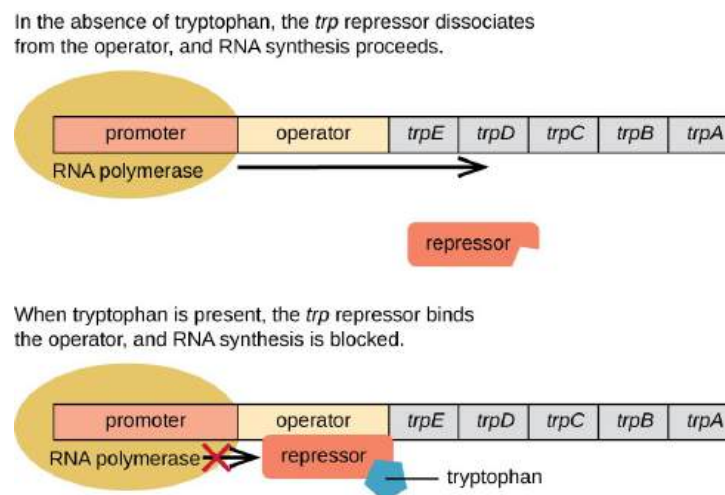 In the absence of tryptophan, the trp repressor dissociates
from the operator, and RNA synthesis proceeds.
promoter operator trpE trpD trpC trpB trpA
RNA polymerase
repressor
When tryptophan is present, the trp repressor binds
the operator, and RNA synthesis is blocked.
promoter operator trpE trpD trpC trpB trpA
RNA polymerase repressor
tryptophan